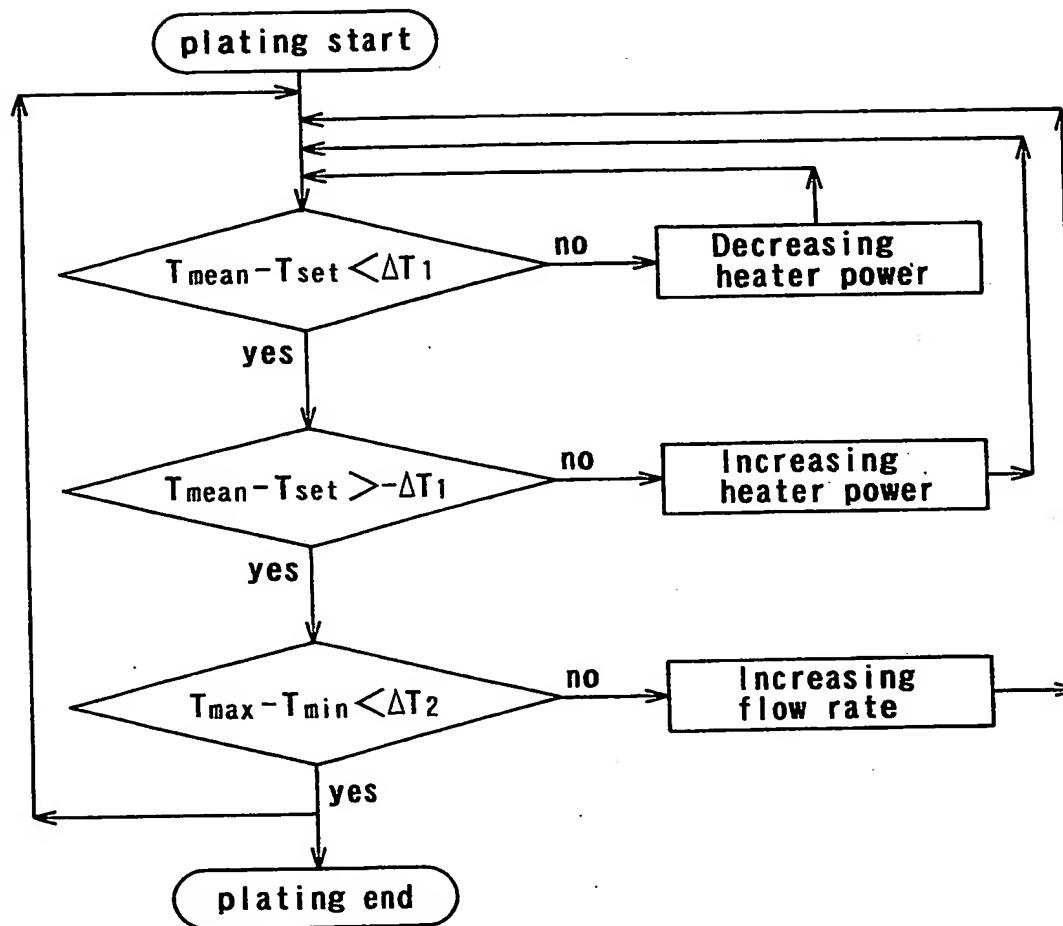 plating start
Tmean-Tset<ΔT1
no
Decreasing
heater power
yes
Tmean-Tset>-ΔT1
no
Increasing
heater power
yes
Tmax-Tmin<ΔT2
no
Increasing
flow rate
yes
plating end